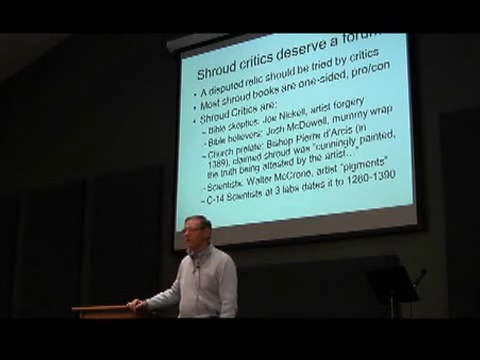 Shroud critics deserve a forum
• A disputed relic should be tried by critics
• Most shroud books are one-sided, pro/con
• Shroud Critics are:
– Bible skeptics: Joe Nickell, artist forgery
– Bible believers: Josh McDowell, mummy wrap
– Church prelate: Bishop Pierre d'Arcis (in
1389), claimed shroud was "cunningly painted,
the truth being attested by the artist…"
– Scientists: Walter McCrone, artist "pigments"
– C-14 Scientists at 3 labs dates it to 1260-1390